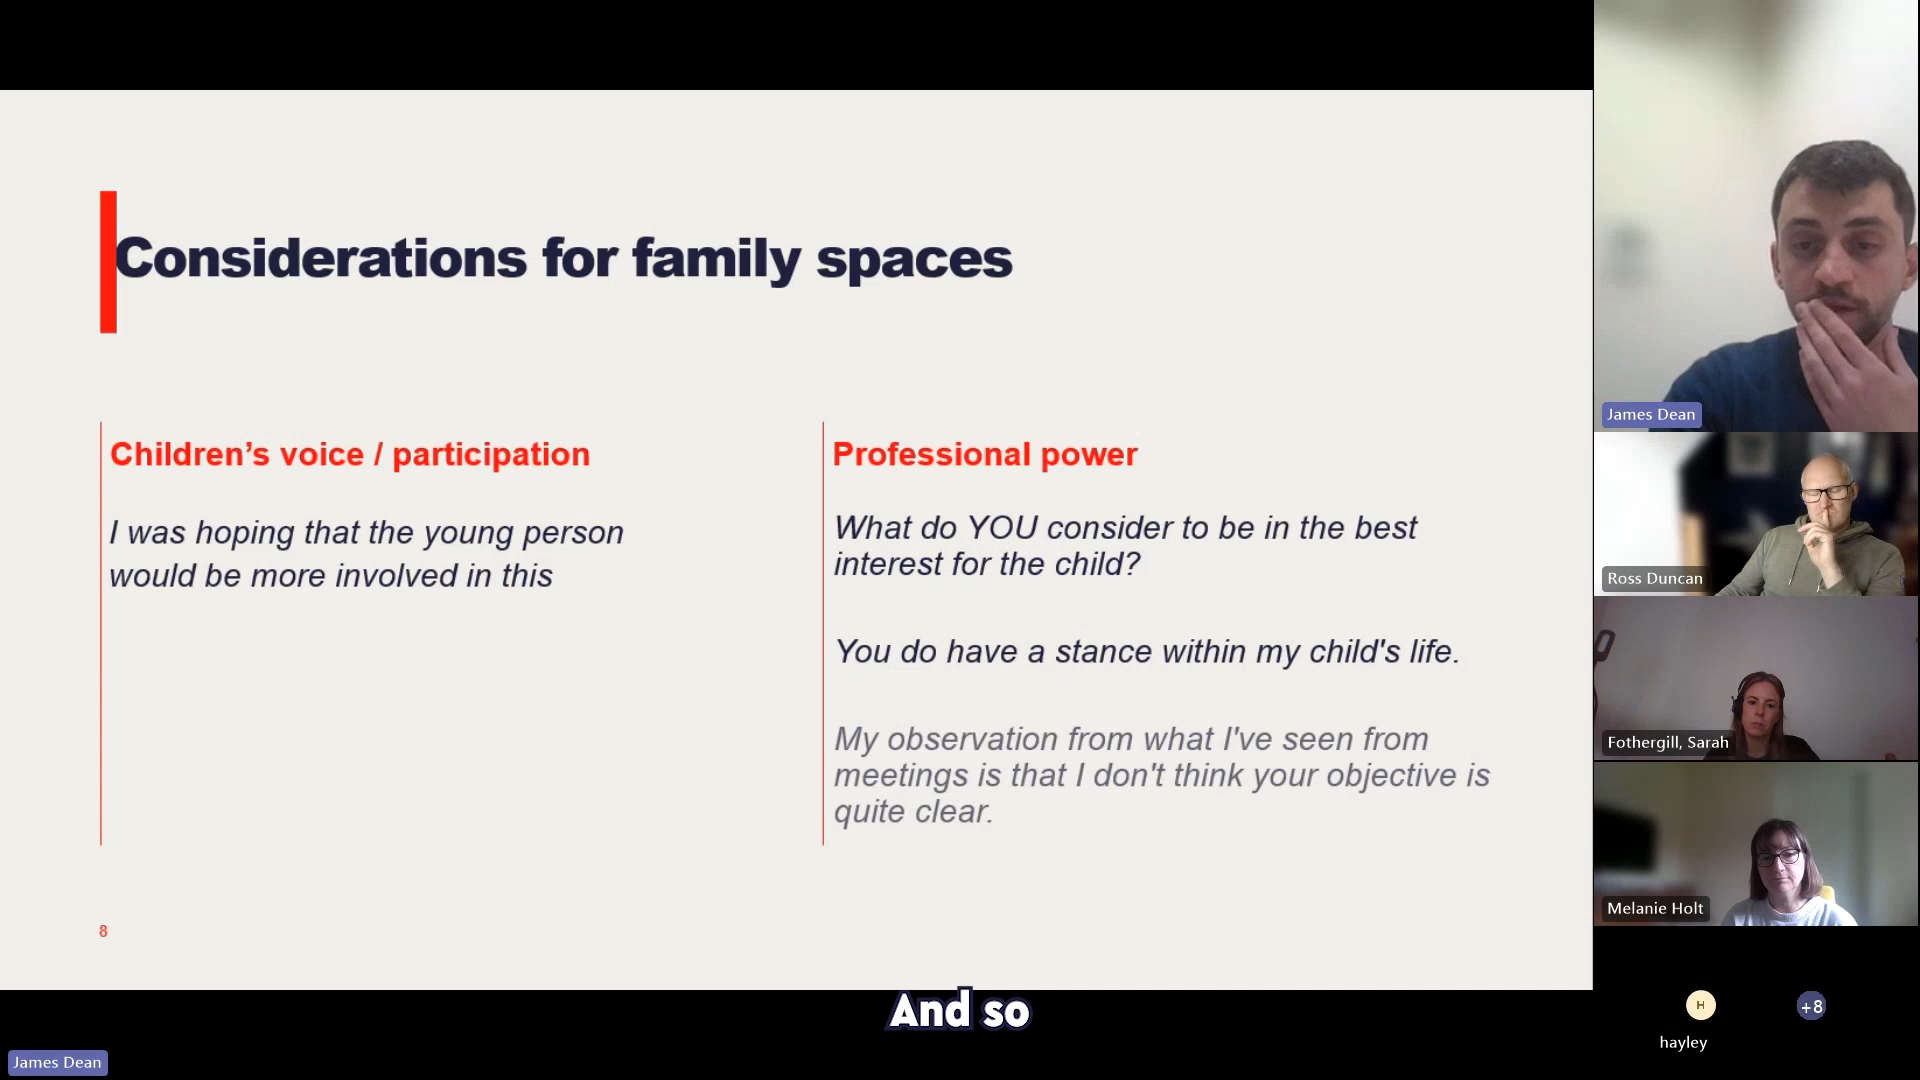 Considerations for family spaces
Children’s voice / participation
I was hoping that the young person
would be more involved in this
Professional power
What do YOU consider to be in the best
interest for the child?
You do have a stance within my child's life.
My observation from what I've seen from
meetings is that I don't think your objective is
quite clear.
8
And so
James Dean
James Dean
Ross Duncan
Fothergill, Sarah
Melanie Holt
H
hayley
+8